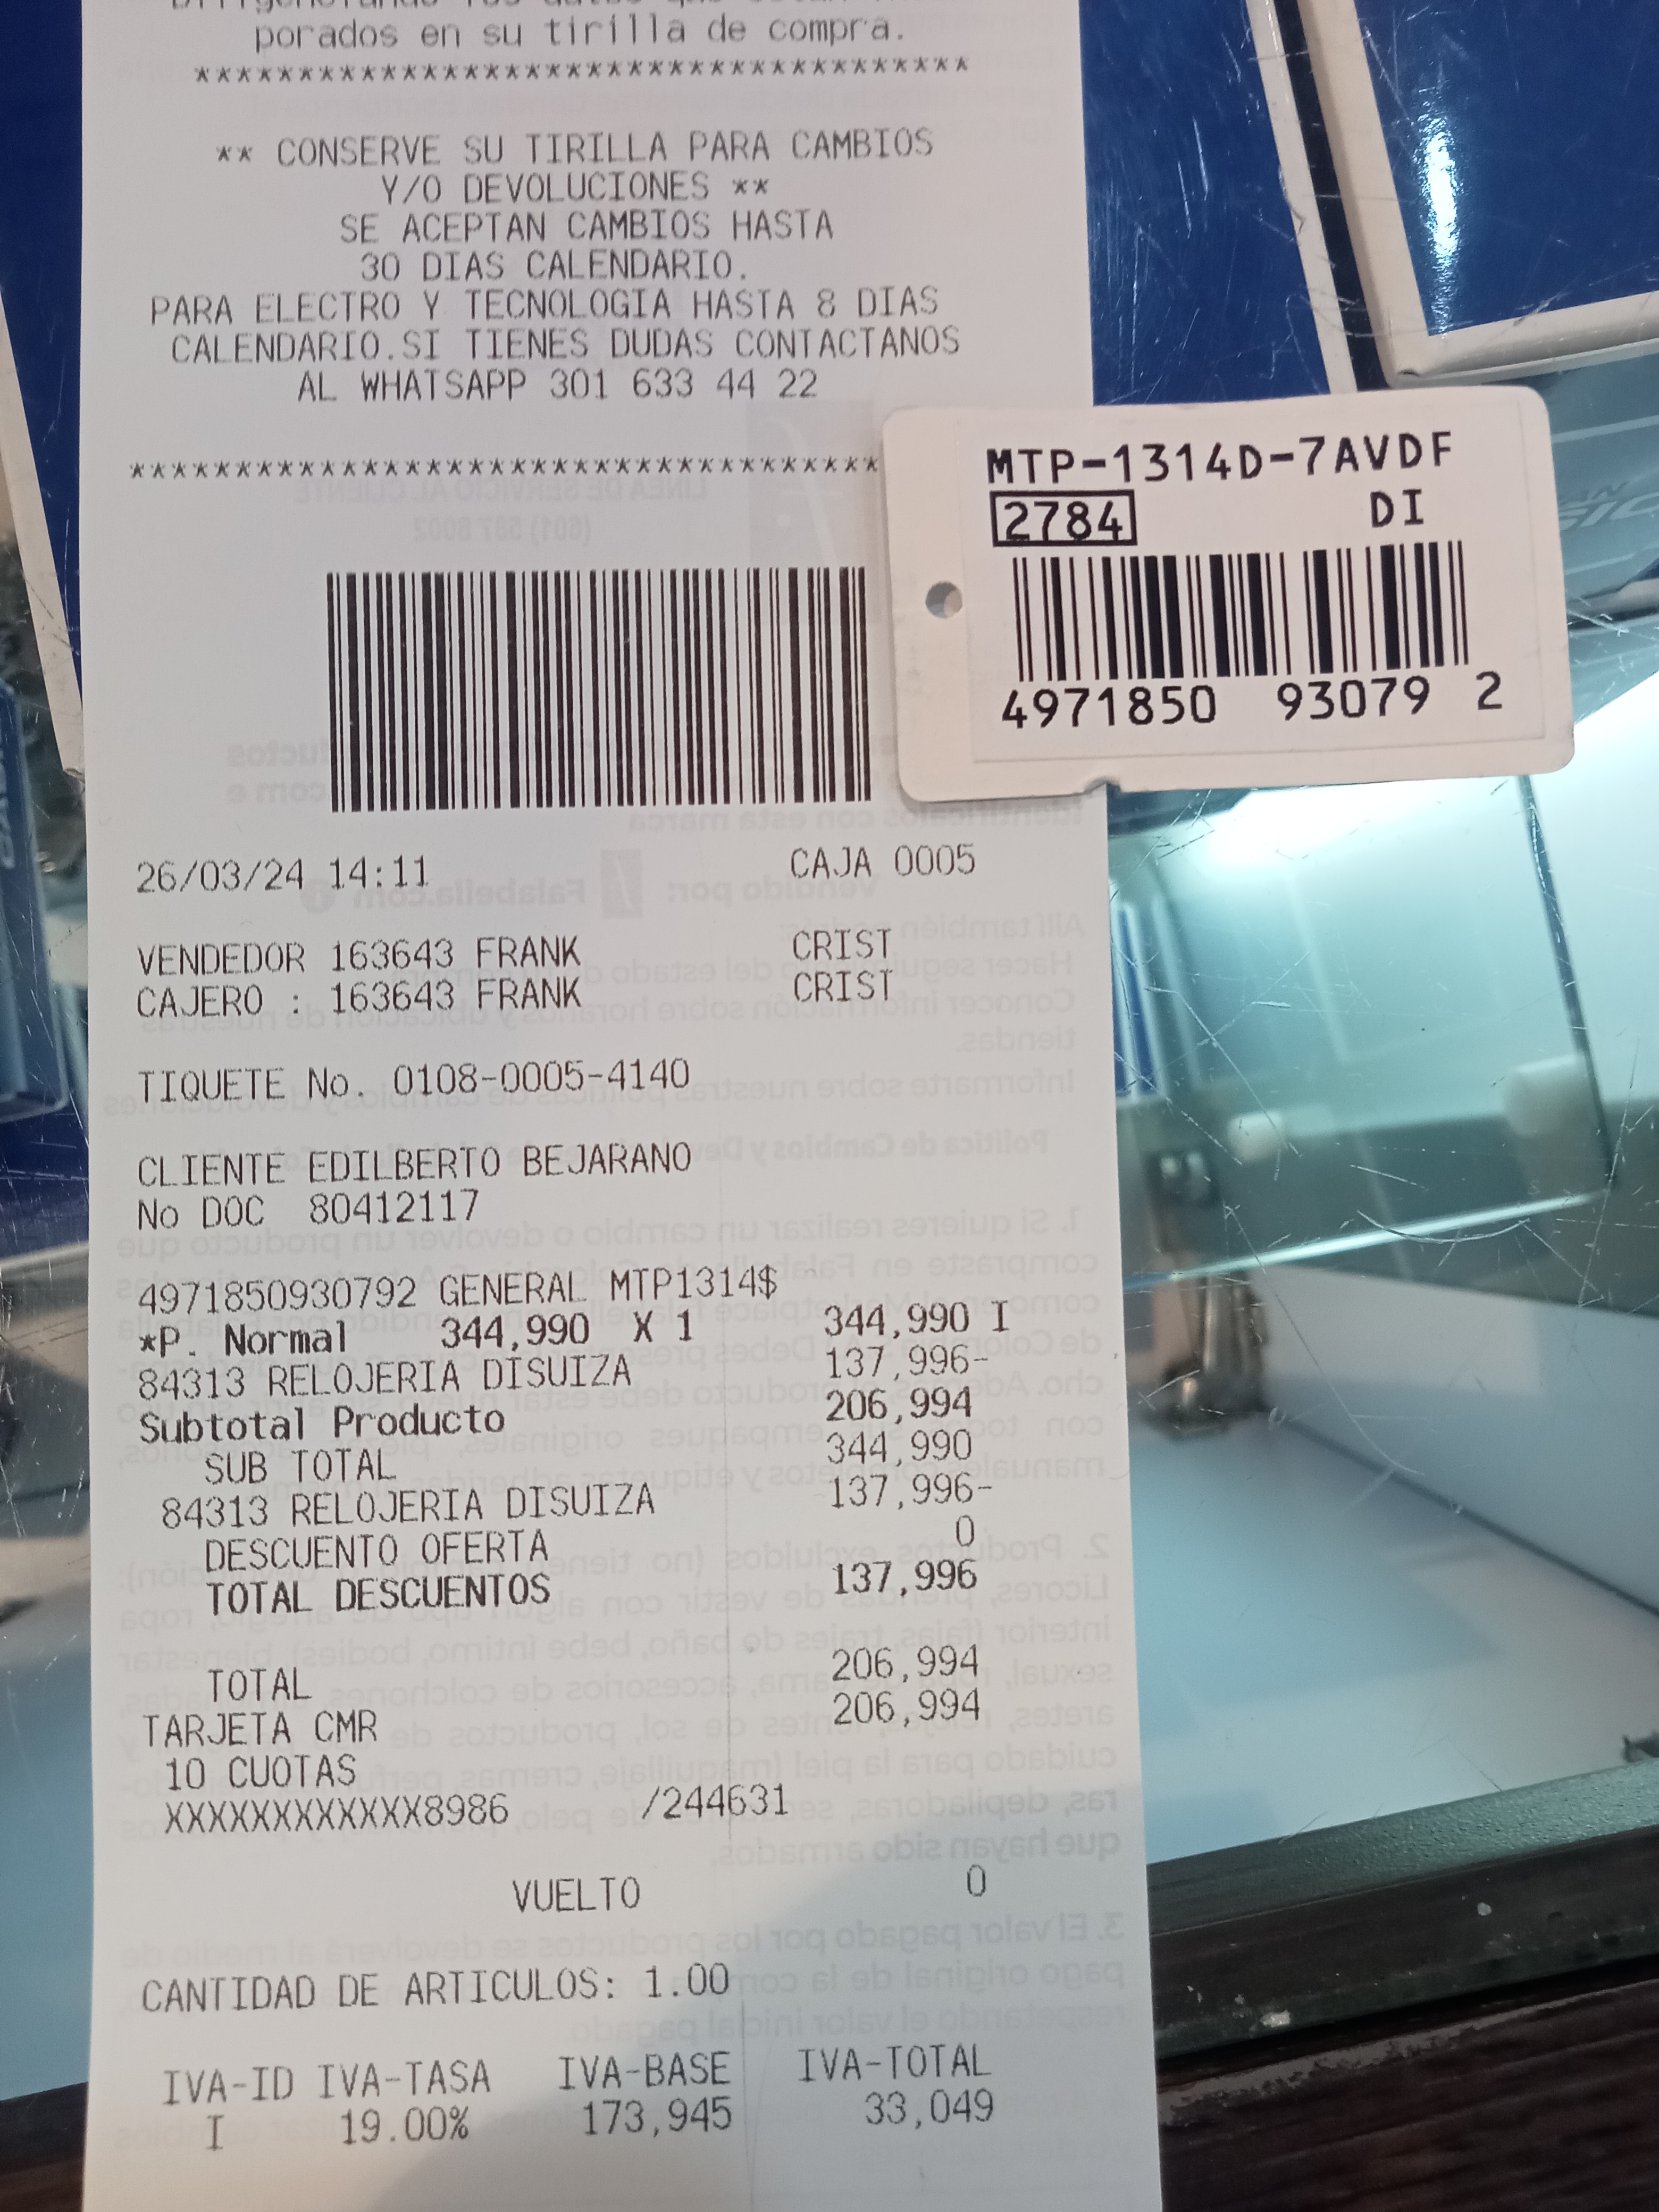 porados en su tirilla de compra.
*************************************
** CONSERVE SU TIRILLA PARA CAMBIOS
Y/O DEVOLUCIONES **
SE ACEPTAN CAMBIOS HASTA
30 DIAS CALENDARIO.
PARA ELECTRO Y TECNOLOGIA HASTA 8 DIAS
CALENDARIO.SI TIENES DUDAS CONTACTANOS
AL WHATSAPP 301 633 44 22
************************************
MTP-1314D-7AVDF
2784 DI
4971850 93079 2
26/03/24 14:11 CAJA 0005
VENDEDOR 163643 FRANK CRIST
CAJERO : 163643 FRANK CRIST
TIQUETE No. 0108-0005-4140
CLIENTE EDILBERTO BEJARANO
No DOC 80412117
4971850930792 GENERAL MTP1314$
*P. Normal 344,990 X 1 344,990 I
84313 RELOJERIA DISUIZA 137,996-
Subtotal Producto 206,994
SUB TOTAL 344,990
84313 RELOJERIA DISUIZA 137,996-
DESCUENTO OFERTA 0
TOTAL DESCUENTOS 137,996
TOTAL 206,994
TARJETA CMR 206,994
10 CUOTAS
XXXXXXXXXXXX8986 /244631
VUELTO 0
CANTIDAD DE ARTICULOS: 1.00
IVA-ID IVA-TASA IVA-BASE IVA-TOTAL
I 19.00% 173,945 33,049